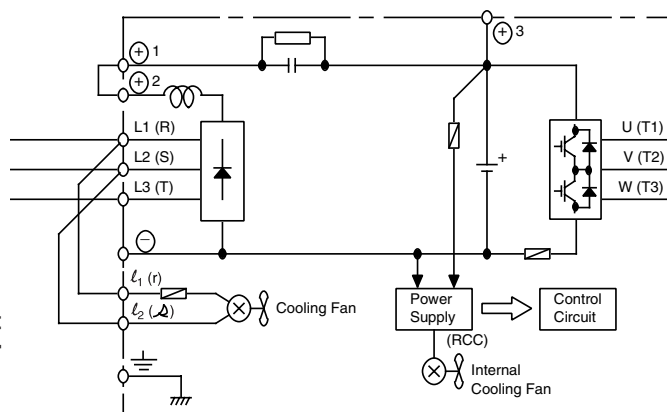 ⊕ 3
⊕ 1
⊕ 2
L1 (R)
L2 (S)
L3 (T)
U (T1)
V (T2)
W (T3)
+
⊖
ℓ1 (r)
ℓ2 (s)
Cooling Fan
Power
Supply
(RCC)
Control
Circuit
Internal
Cooling Fan